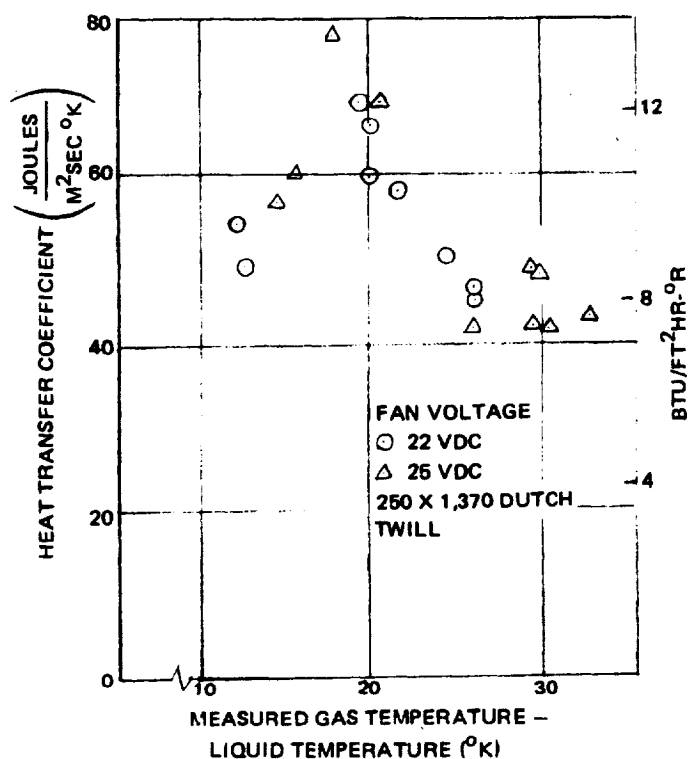 80
60
40
20
0
HEAT TRANSFER COEFFICIENT (JOULES / M²SEC °K)
12
8
4
BTU/FT²HR-°R
FAN VOLTAGE
⊙ 22 VDC
△ 25 VDC
250 X 1,370 DUTCH
TWILL
10 20 30
MEASURED GAS TEMPERATURE –
LIQUID TEMPERATURE (°K)